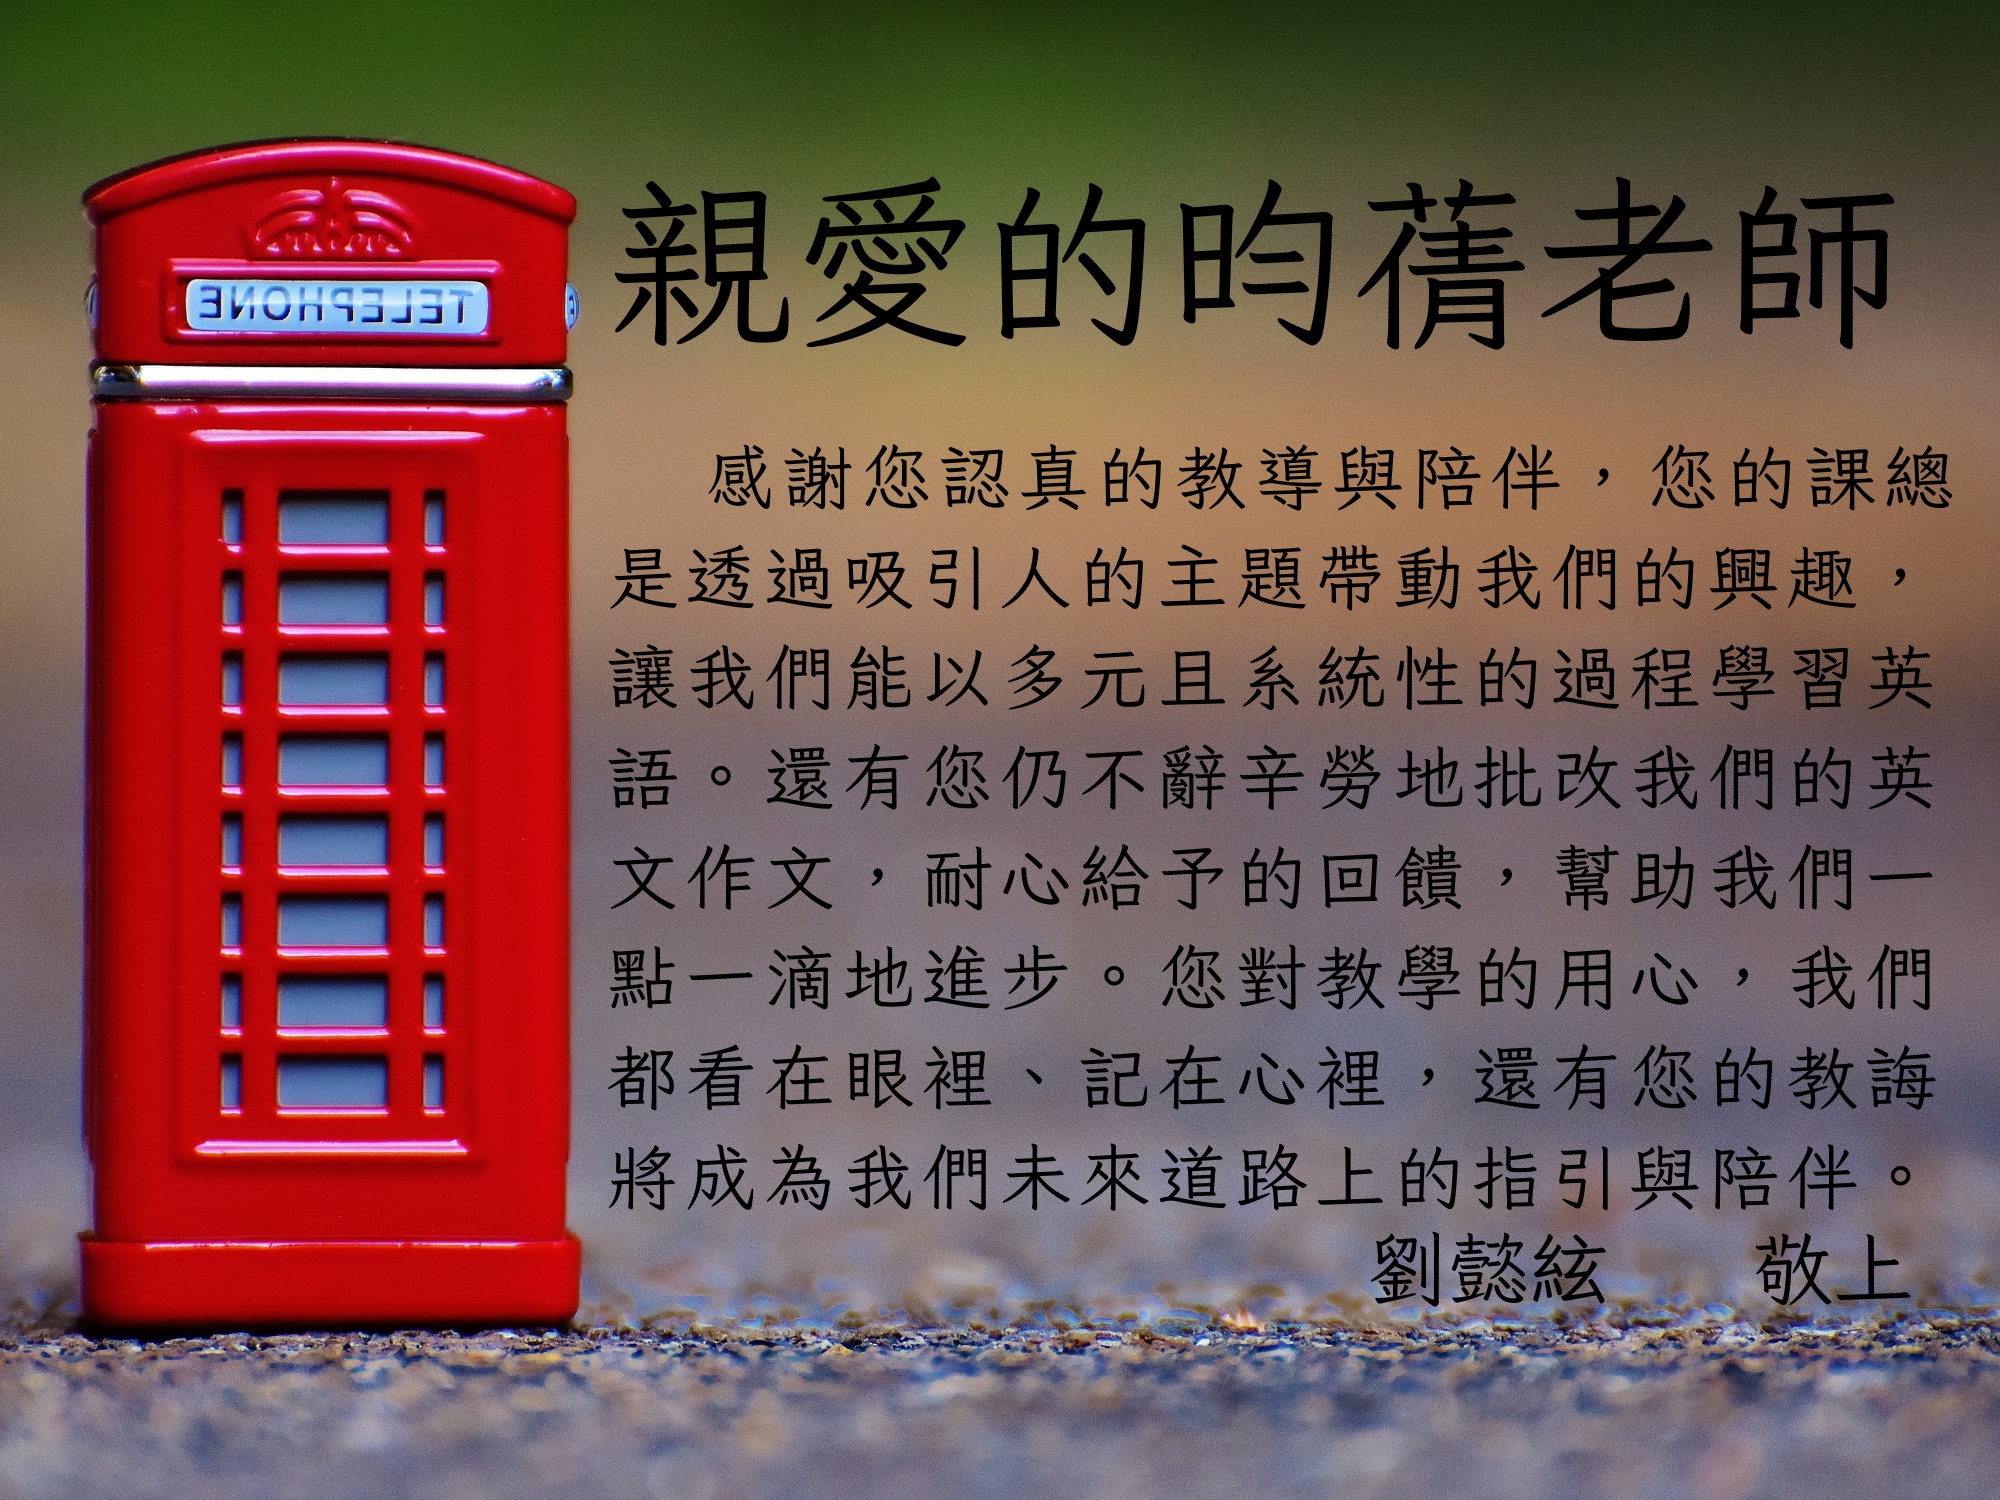 TELEPHONE
親愛的昀蒨老師
感謝您認真的教導與陪伴，您的課總
是透過吸引人的主題帶動我們的興趣，
讓我們能以多元且系統性的過程學習英
語。還有您仍不辭辛勞地批改我們的英
文作文，耐心給予的回饋，幫助我們一
點一滴地進步。您對教學的用心，我們
都看在眼裡、記在心裡，還有您的教誨
將成為我們未來道路上的指引與陪伴。
劉懿絃　敬上